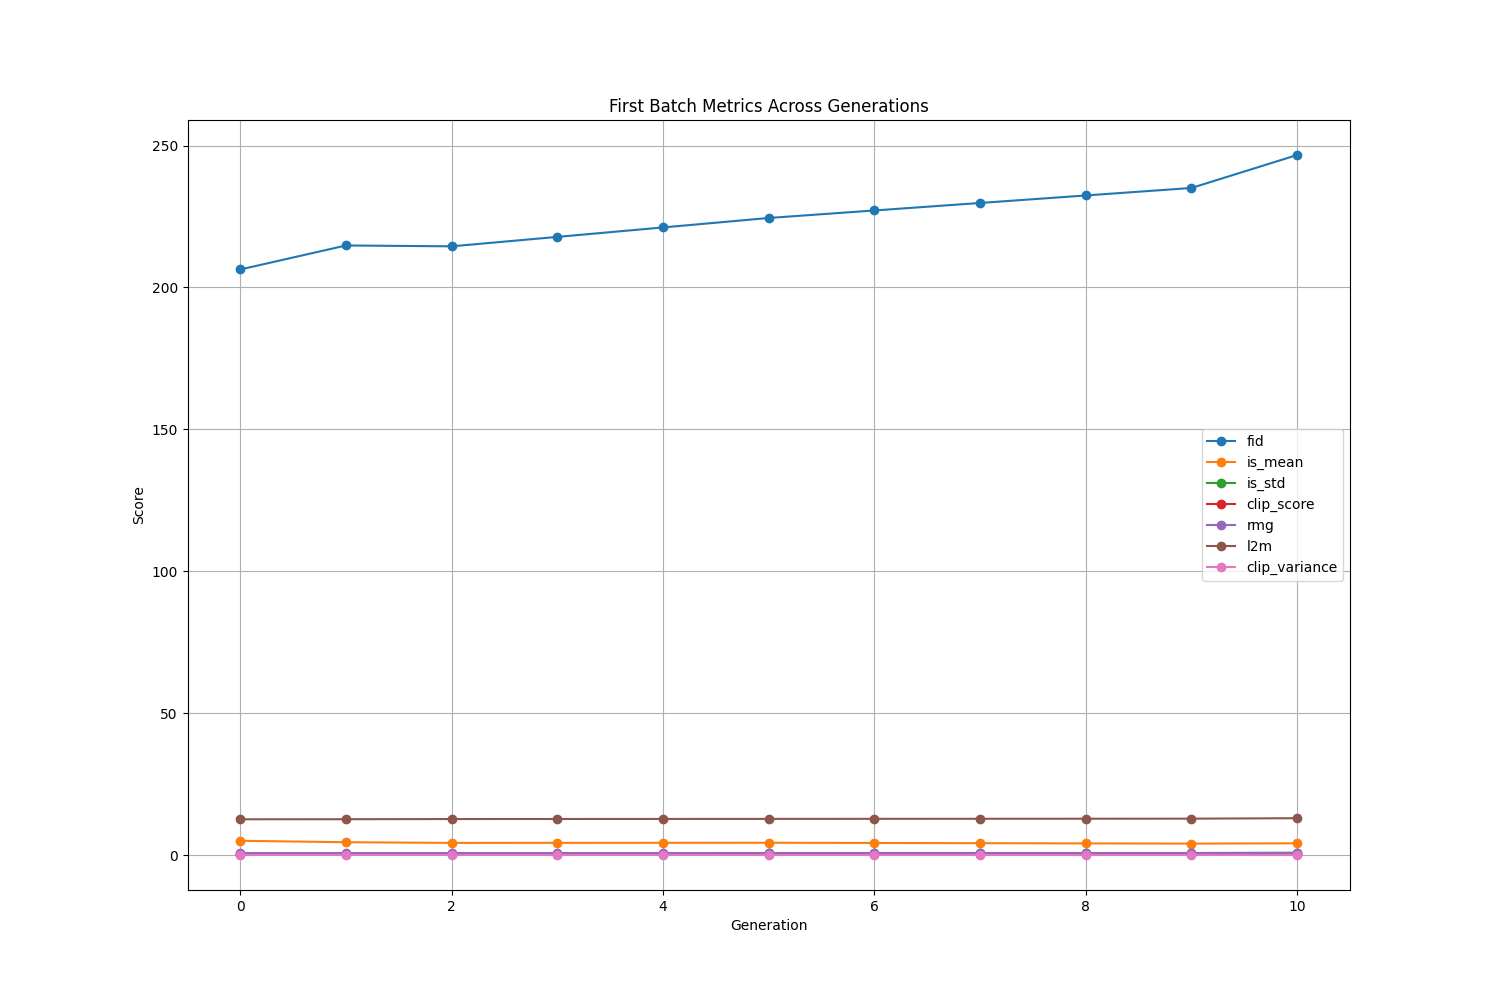 First Batch Metrics Across Generations
250
200
150
100
50
0
Score
fid
is_mean
is_std
clip_score
rmg
l2m
clip_variance
0 2 4 6 8 10
Generation